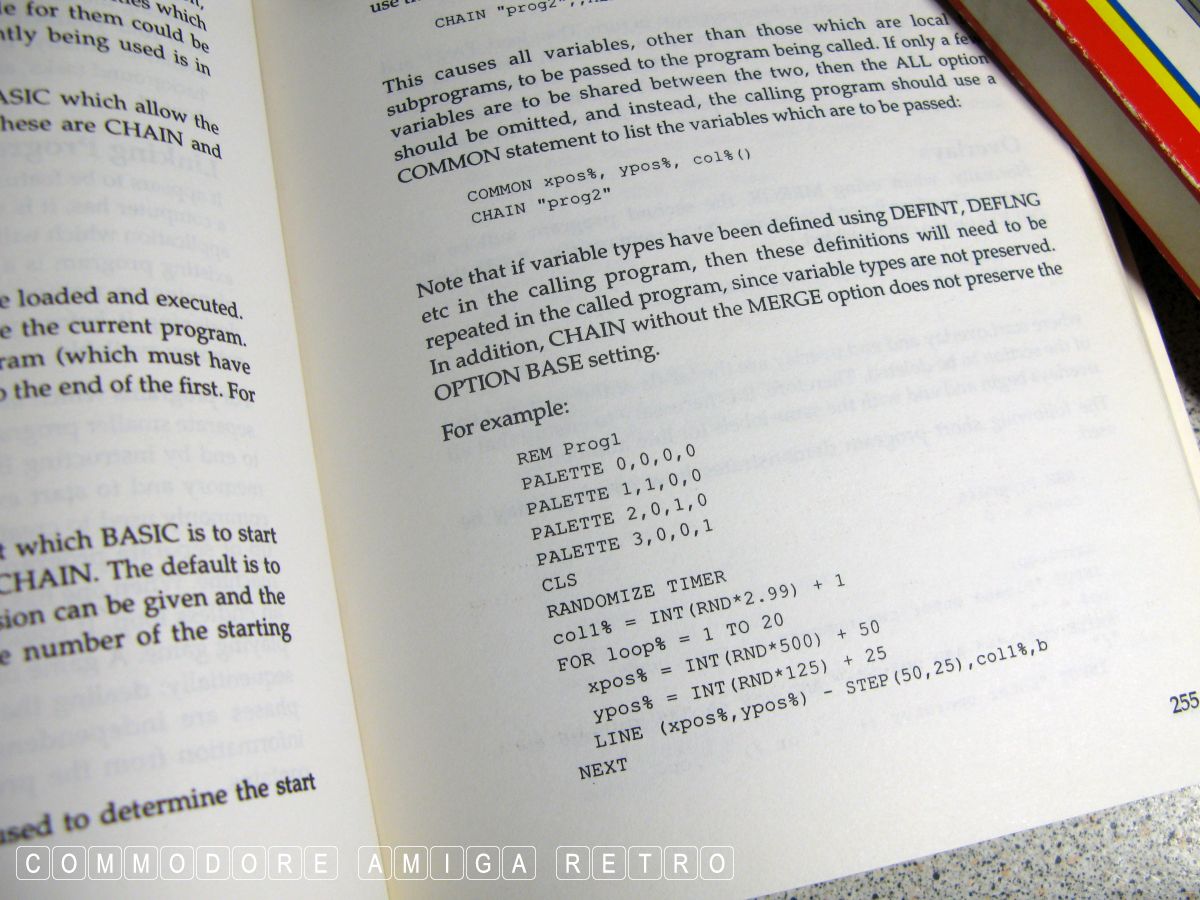 which
le for them could be
ntly being used is in
ASIC which allow the
hese are CHAIN and
e loaded and executed.
e the current program.
ram (which must have
o the end of the first. For
t which BASIC is to start
CHAIN. The default is to
sion can be given and the
e number of the starting
used to determine the start
CHAIN "prog2",,
This causes all variables, other than those which are local
subprograms, to be passed to the program being called. If only a few
variables are to be shared between the two, then the ALL option
should be omitted, and instead, the calling program should use a
COMMON statement to list the variables which are to be passed:
COMMON xpos%, ypos%, col%()
CHAIN "prog2"
Note that if variable types have been defined using DEFINT, DEFLNG
etc in the calling program, then these definitions will need to be
repeated in the called program, since variable types are not preserved.
In addition, CHAIN without the MERGE option does not preserve the
OPTION BASE setting.
For example:
REM Prog1
PALETTE 0,0,0,0
PALETTE 1,1,0,0
PALETTE 2,0,1,0
PALETTE 3,0,0,1
CLS
RANDOMIZE TIMER
col1% = INT(RND*2.99) + 1
FOR loop% = 1 TO 20
xpos% = INT(RND*500) + 50
ypos% = INT(RND*125) + 25
LINE (xpos%,ypos%) - STEP(50,25),col1%,b
NEXT
255
COMMODORE AMIGA RETRO